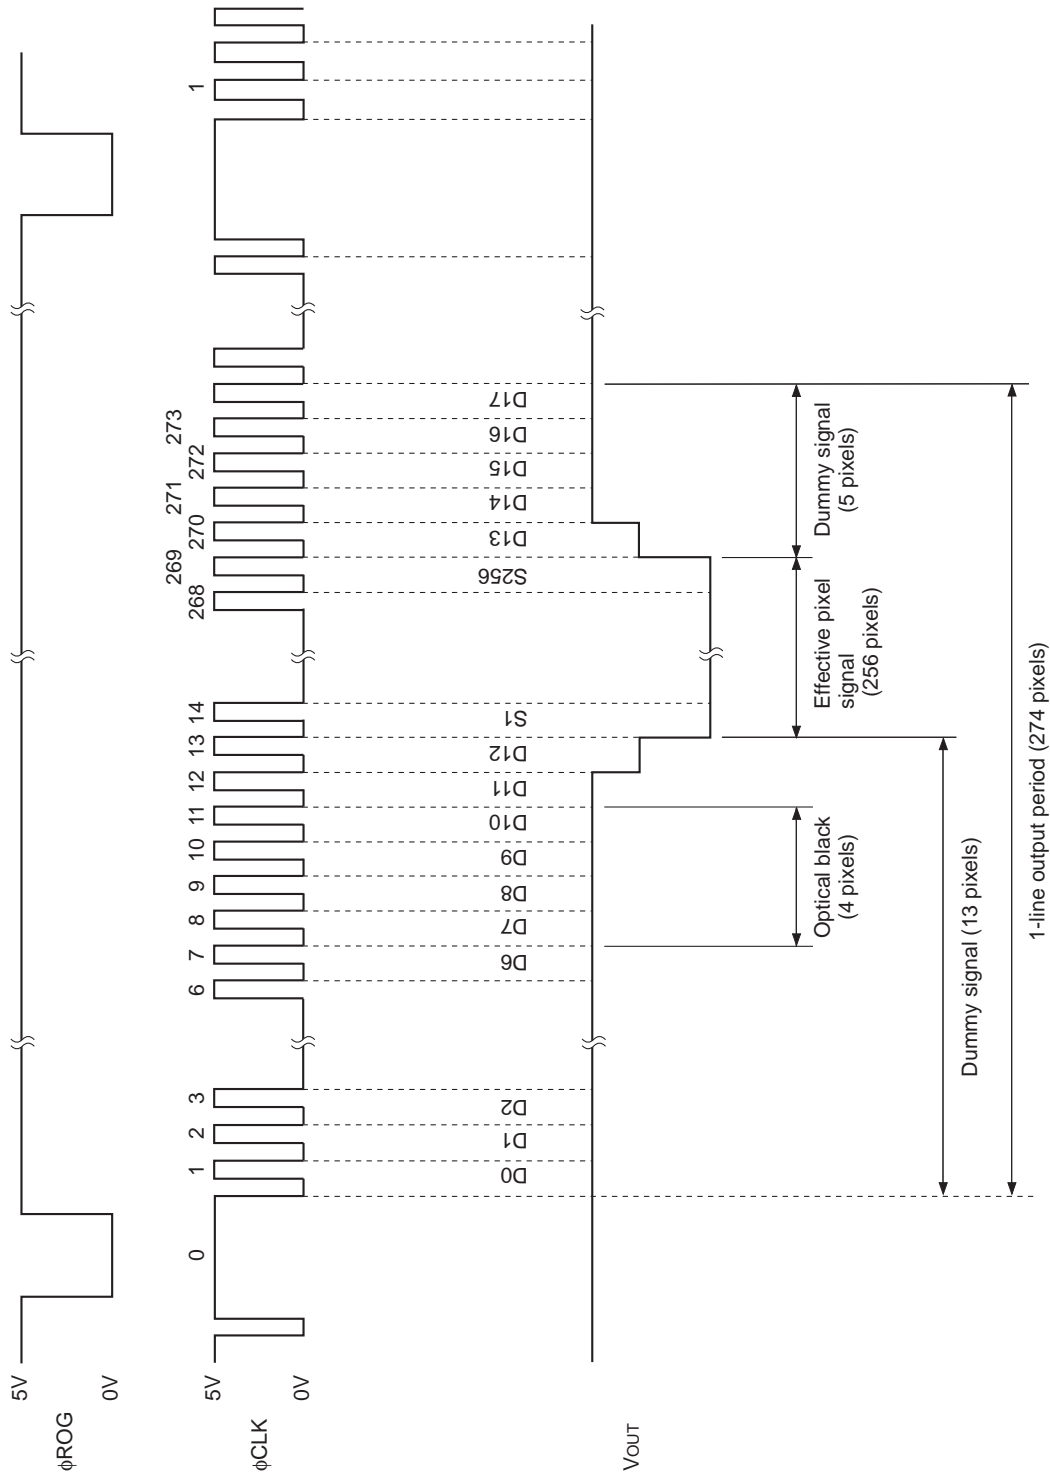 φROG
5V
0V
φCLK
5V
0V
0
1
2
3
6
7
8
9
10
11
12
13
14
268
269
270
271
272
273
1
D0
D1
D2
D6
D7
D8
D9
D10
D11
D12
S1
S256
D13
D14
D15
D16
D17
VOUT
Optical black
(4 pixels)
Effective pixel
signal
(256 pixels)
Dummy signal
(5 pixels)
Dummy signal (13 pixels)
1-line output period (274 pixels)